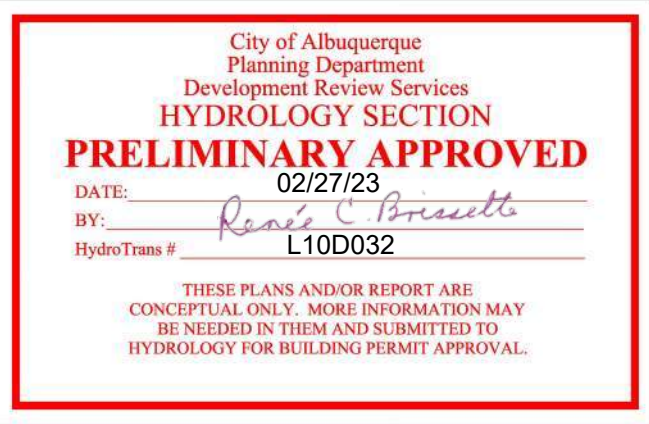 City of Albuquerque
Planning Department
Development Review Services
HYDROLOGY SECTION
PRELIMINARY APPROVED
DATE: 02/27/23
BY: Renée C. Brissette
HydroTrans # L10D032
THESE PLANS AND/OR REPORT ARE
CONCEPTUAL ONLY. MORE INFORMATION MAY
BE NEEDED IN THEM AND SUBMITTED TO
HYDROLOGY FOR BUILDING PERMIT APPROVAL.